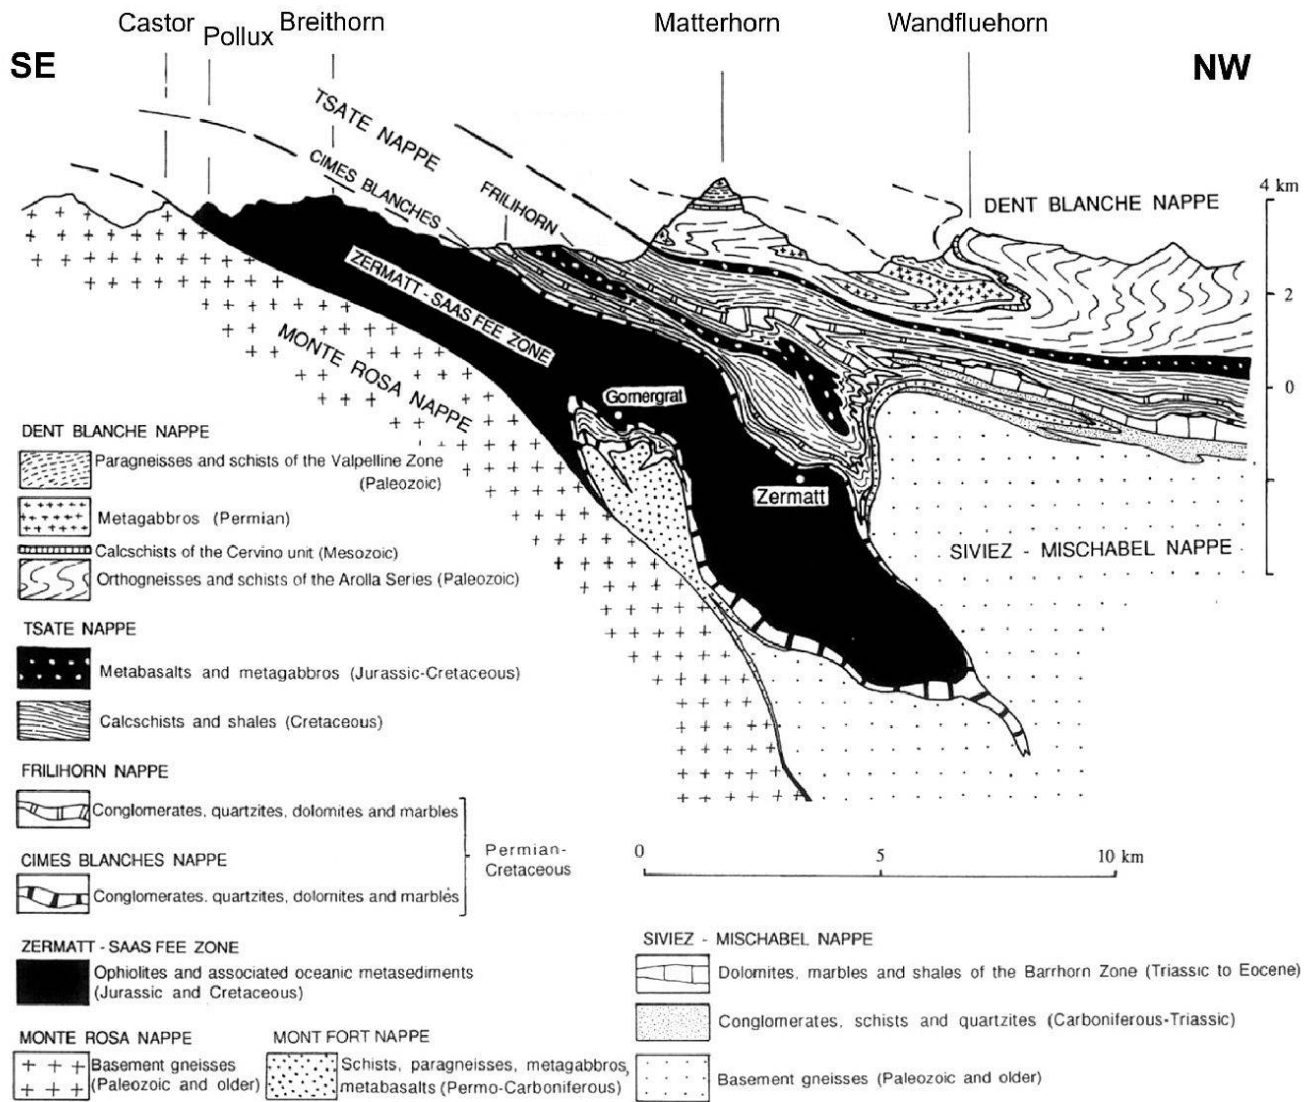 Castor
Pollux
Breithorn
Matterhorn
Wandfluehorn
SE
NW
TSATE NAPPE
CIMES BLANCHES
FRILIHORN
DENT BLANCHE NAPPE
4 km
2
0
ZERMATT - SAAS FEE ZONE
MONTE ROSA NAPPE
Gornergrat
Zermatt
SIVIEZ - MISCHABEL NAPPE
DENT BLANCHE NAPPE
Paragneisses and schists of the Valpelline Zone
(Paleozoic)
Metagabbros (Permian)
Calcschists of the Cervino unit (Mesozoic)
Orthogneisses and schists of the Arolla Series (Paleozoic)
TSATE NAPPE
Metabasalts and metagabbros (Jurassic-Cretaceous)
Calcschists and shales (Cretaceous)
FRILIHORN NAPPE
Conglomerates, quartzites, dolomites and marbles
CIMES BLANCHES NAPPE
Conglomerates, quartzites, dolomites and marbles
Permian-
Cretaceous
ZERMATT - SAAS FEE ZONE
Ophiolites and associated oceanic metasediments
(Jurassic and Cretaceous)
MONTE ROSA NAPPE
Basement gneisses
(Paleozoic and older)
MONT FORT NAPPE
Schists, paragneisses, metagabbros,
metabasalts (Permo-Carboniferous)
0 5 10 km
SIVIEZ - MISCHABEL NAPPE
Dolomites, marbles and shales of the Barrhorn Zone (Triassic to Eocene)
Conglomerates, schists and quartzites (Carboniferous-Triassic)
Basement gneisses (Paleozoic and older)